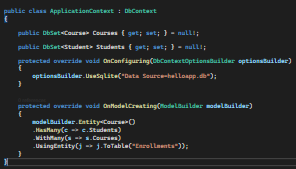 public class ApplicationContext : DbContext
{
public DbSet<Course> Courses { get; set; } = null!;
public DbSet<Student> Students { get; set; } = null!;
protected override void OnConfiguring(DbContextOptionsBuilder optionsBuilder)
{
optionsBuilder.UseSqlite("Data Source=helloapp.db");
}
protected override void OnModelCreating(ModelBuilder modelBuilder)
{
modelBuilder.Entity<Course>()
.HasMany(c => c.Students)
.WithMany(s => s.Courses)
.UsingEntity(j => j.ToTable("Enrollments"));
}
}